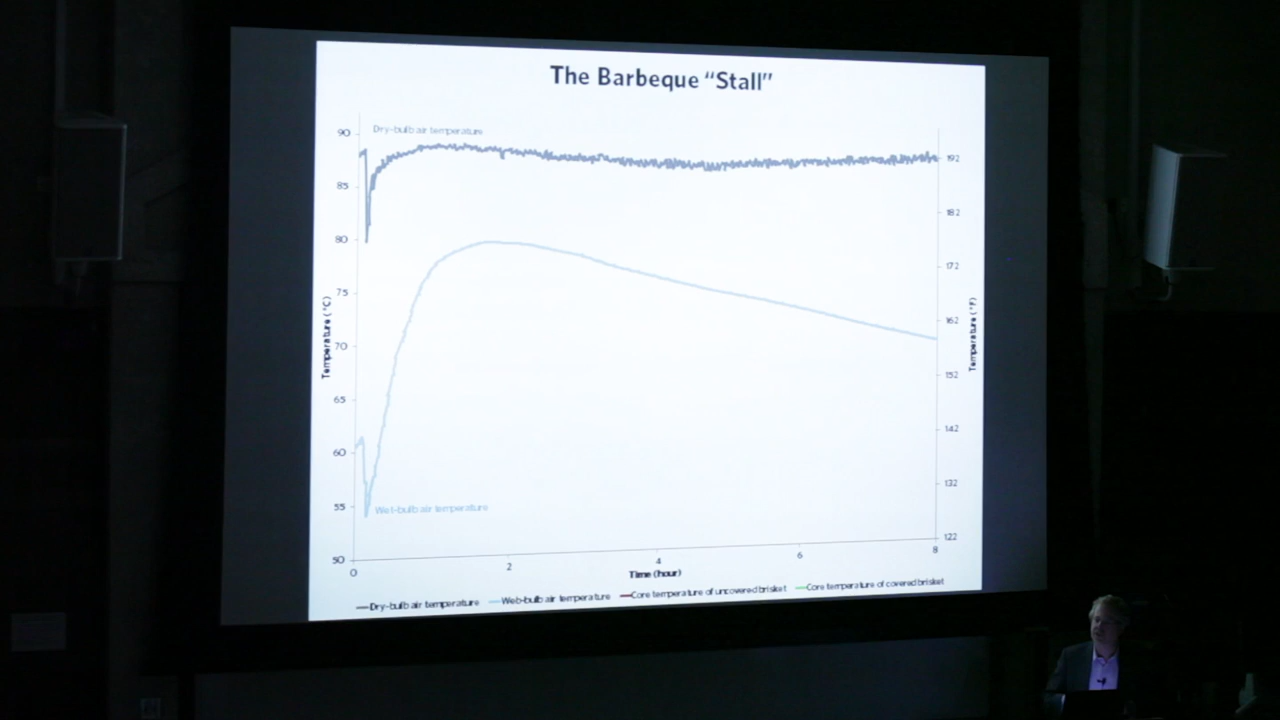 The Barbeque “Stall”
Dry-bulb air temperature
90
85
80
75
70
65
60
55
50
Temperature (°C)
192
182
172
162
152
142
132
122
Temperature (°F)
Wet-bulb air temperature
0
2
4
6
8
Time (hour)
Dry-bulb air temperature
Web-bulb air temperature
Core temperature of uncovered brisket
Core temperature of covered brisket